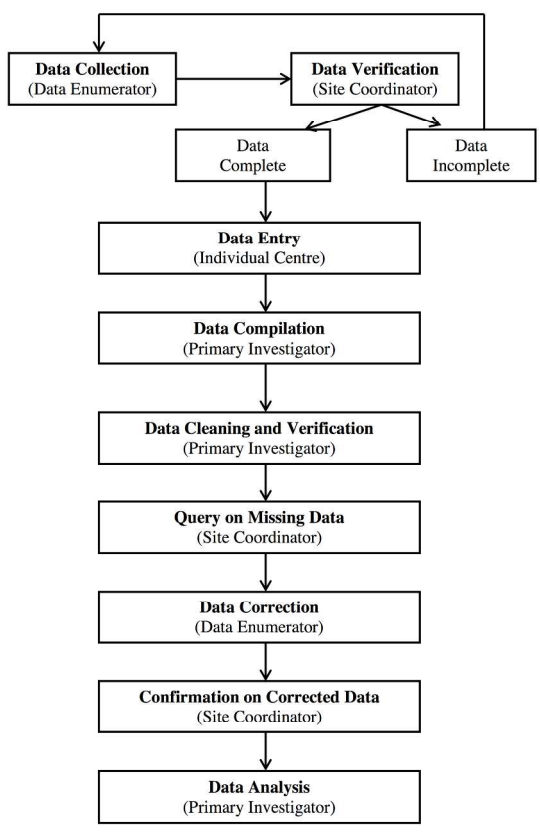 Data Collection
(Data Enumerator)
Data Verification
(Site Coordinator)
Data
Complete
Data
Incomplete
Data Entry
(Individual Centre)
Data Compilation
(Primary Investigator)
Data Cleaning and Verification
(Primary Investigator)
Query on Missing Data
(Site Coordinator)
Data Correction
(Data Enumerator)
Confirmation on Corrected Data
(Site Coordinator)
Data Analysis
(Primary Investigator)